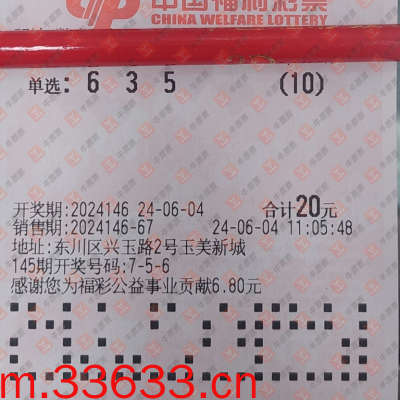 中国福利彩票
CHINA WELFARE LOTTERY
单选: 6 3 5 (10)
开奖期:2024146 24-06-04 合计20元
销售期:2024146-67 24-06-04 11:05:48
地址:东川区兴玉路2号玉美新城
145期开奖号码:7-5-6
感谢您为福彩公益事业贡献6.80元
m.33633.cn